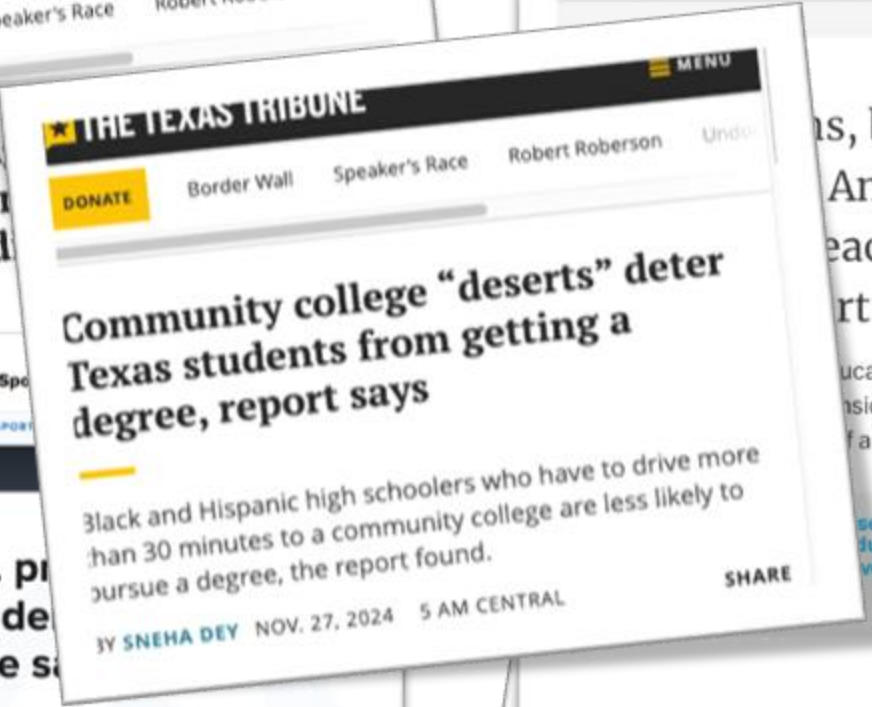 Speaker's Race
THE TEXAS TRIBUNE
MENU
DONATE Border Wall Speaker's Race Robert Roberson
Community college “deserts” deter
Texas students from getting a
degree, report says
Black and Hispanic high schoolers who have to drive more
than 30 minutes to a community college are less likely to
pursue a degree, the report found.
SHARE
BY SNEHA DEY NOV. 27, 2024 5 AM CENTRAL